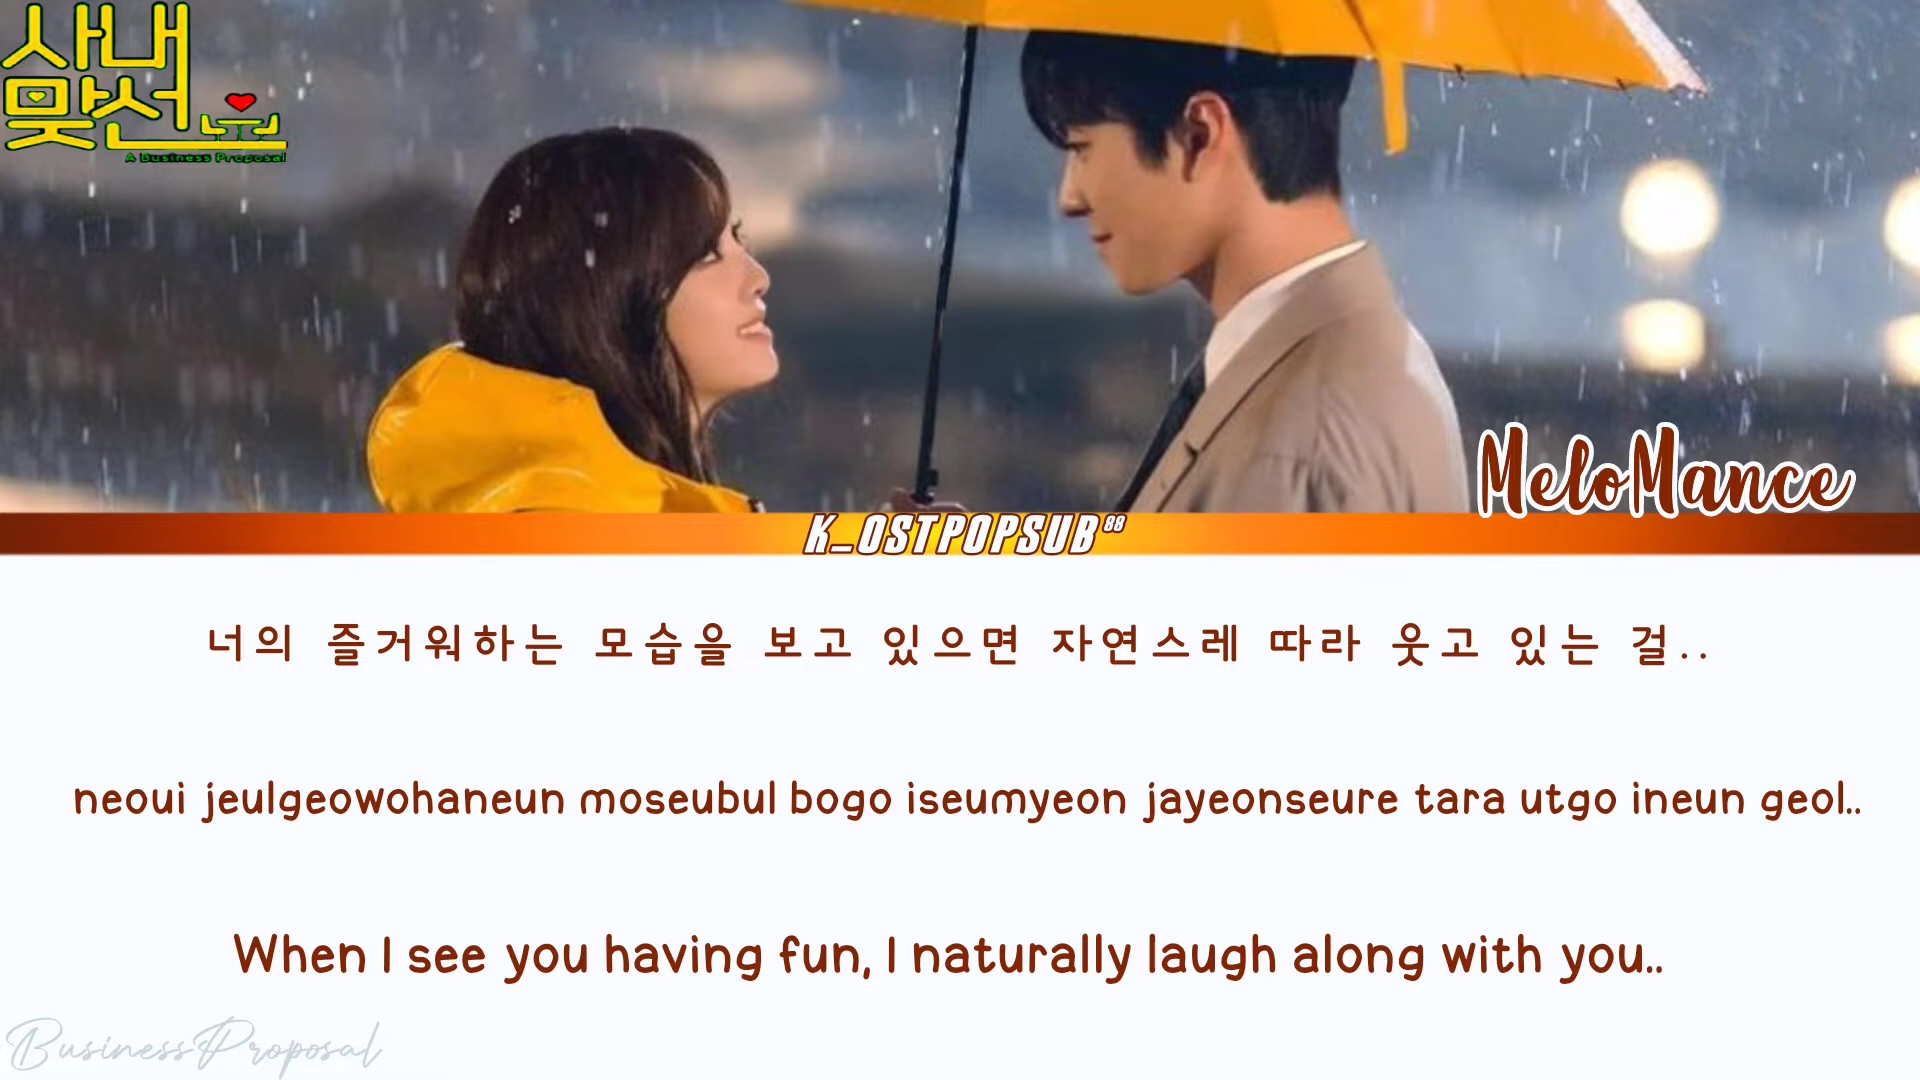 사내
맞선
A Business Proposal
MeloMance
K_OSTPOPSUB88
너의 즐거워하는 모습을 보고 있으면 자연스레 따라 웃고 있는 걸..
neoui jeulgeowohaneun moseubul bogo iseumyeon jayeonseure tara utgo ineun geol..
When I see you having fun, I naturally laugh along with you..
Business Proposal